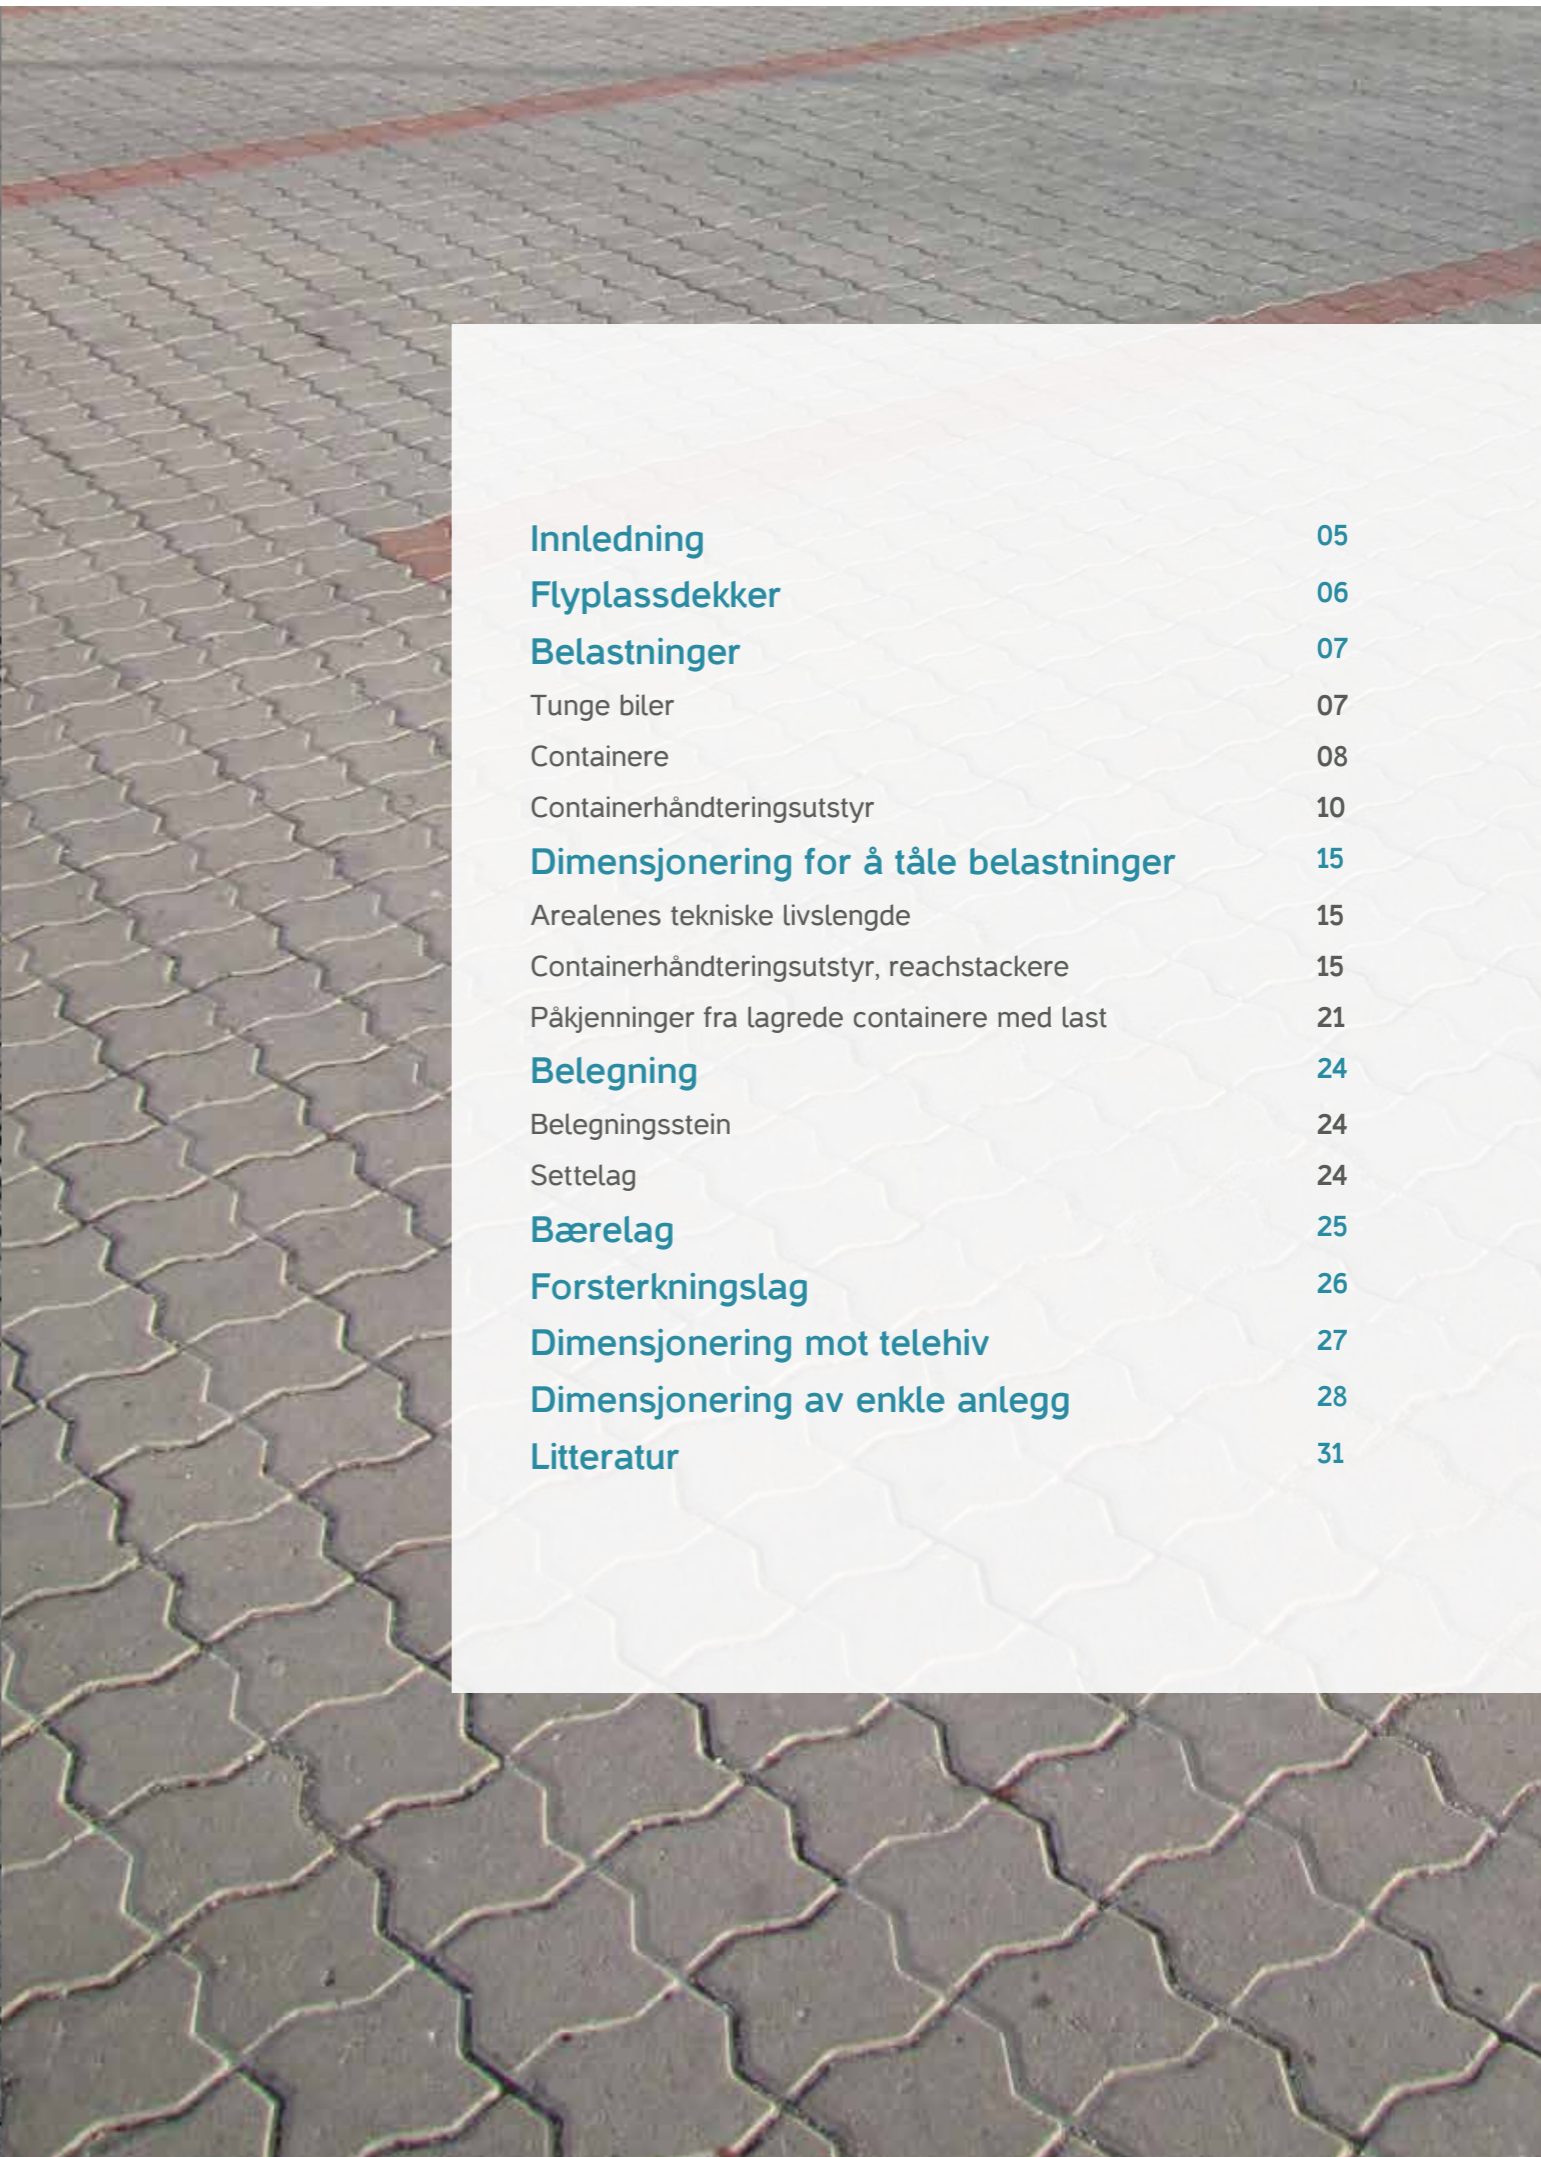 Innledning 05
Flyplassdekker 06
Belastninger 07
Tunge biler 07
Containere 08
Containerhåndteringsutstyr 10
Dimensjonering for å tåle belastninger 15
Arealenes tekniske livslengde 15
Containerhåndteringsutstyr, reachstackere 15
Påkjenninger fra lagrede containere med last 21
Belegning 24
Belegningsstein 24
Settelag 24
Bærelag 25
Forsterkningslag 26
Dimensjonering mot telehiv 27
Dimensjonering av enkle anlegg 28
Litteratur 31